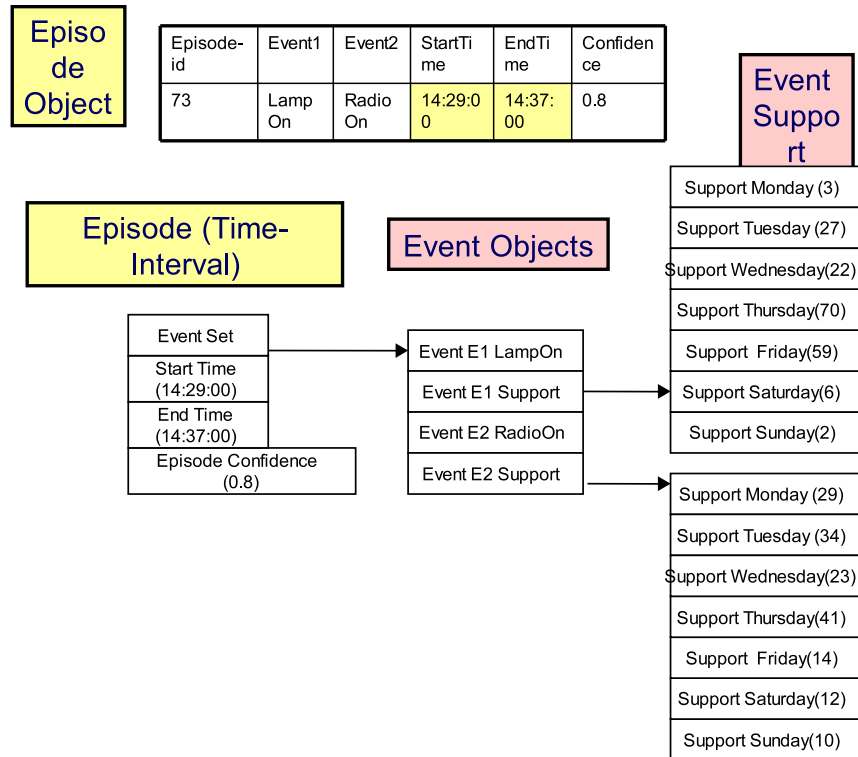 Episo
de
Object
Episode-
id
Event1
Event2
StartTi
me
EndTi
me
Confiden
ce
73
Lamp
On
Radio
On
14:29:0
0
14:37:
00
0.8
Event
Suppo
rt
Support Monday (3)
Support Tuesday (27)
Support Wednesday(22)
Support Thursday(70)
Support Friday(59)
Support Saturday(6)
Support Sunday(2)
Episode (Time-
Interval)
Event Objects
Event Set
Start Time
(14:29:00)
End Time
(14:37:00)
Episode Confidence
(0.8)
Event E1 LampOn
Event E1 Support
Event E2 RadioOn
Event E2 Support
Support Monday (29)
Support Tuesday (34)
Support Wednesday(23)
Support Thursday(41)
Support Friday(14)
Support Saturday(12)
Support Sunday(10)